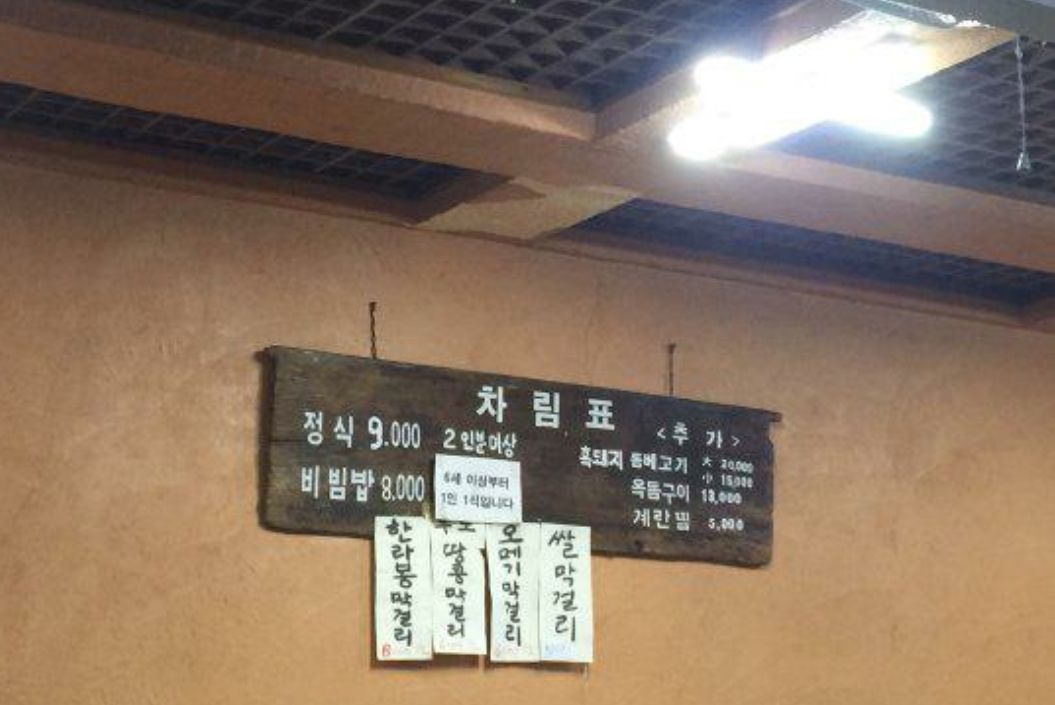 차림표
정식 9.000 2인분이상
비빔밥 8.000
6세 이상부터
1인 1식입니다
<추가>
흑돼지 돔베고기 大 20,000
小 15,000
옥돔구이 13,000
계란찜 5,000
한라봉막걸리
땅콩막걸리
오메기막걸리
쌀막걸리